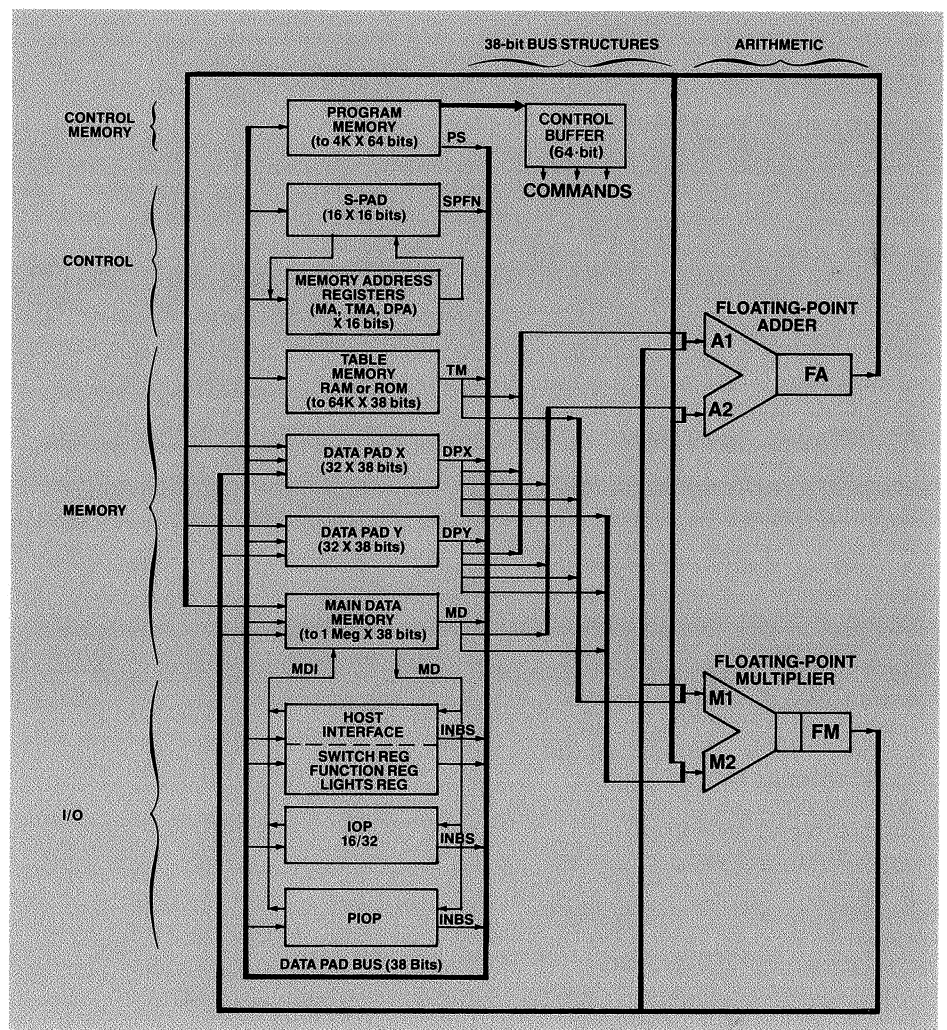 38-bit BUS STRUCTURES
ARITHMETIC
CONTROL
MEMORY
PROGRAM
MEMORY
(to 4K X 64 bits)
PS
CONTROL
BUFFER
(64-bit)
COMMANDS
CONTROL
S-PAD
(16 X 16 bits)
SPFN
MEMORY ADDRESS
REGISTERS
(MA, TMA, DPA)
X 16 bits)
FLOATING-POINT
ADDER
A1
A2
FA
MEMORY
TABLE
MEMORY
RAM or ROM
(to 64K X 38 bits)
TM
DATA PAD X
(32 X 38 bits)
DPX
DATA PAD Y
(32 X 38 bits)
DPY
MAIN DATA
MEMORY
(to 1 Meg X 38 bits)
MD
MDI
MD
FLOATING-POINT
MULTIPLIER
M1
M2
FM
I/O
HOST
INTERFACE
INBS
SWITCH REG
FUNCTION REG
LIGHTS REG
IOP
16/32
INBS
PIOP
INBS
DATA PAD BUS (38 Bits)